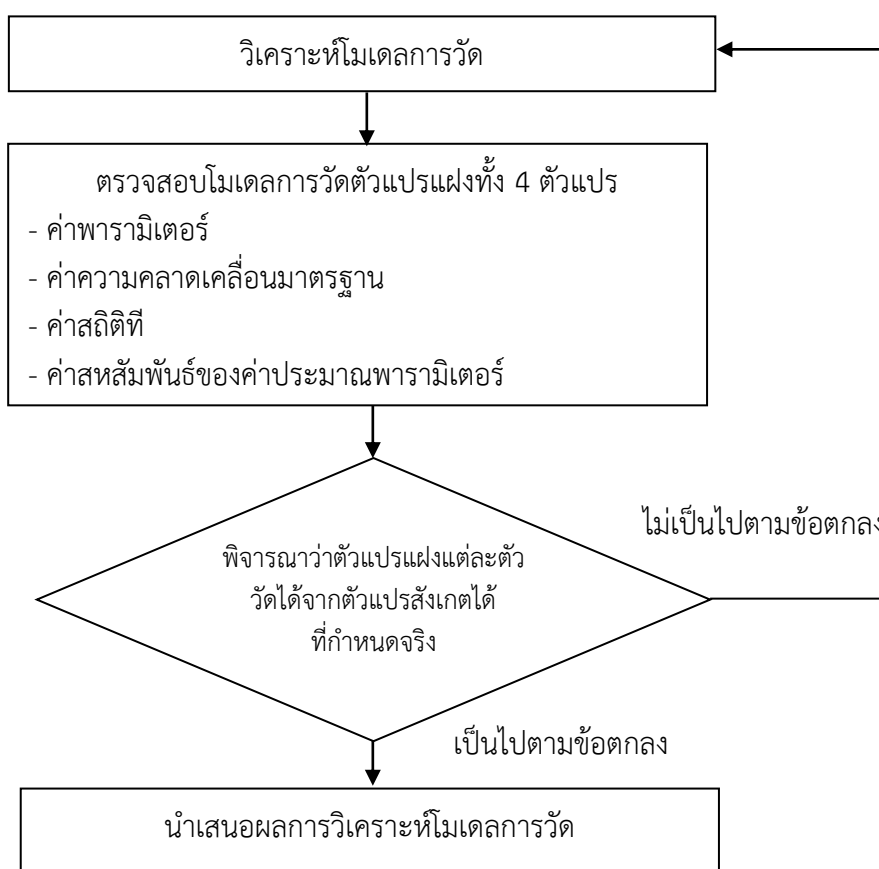 วิเคราะห์โมเดลการวัด
ตรวจสอบโมเดลการวัดตัวแปรแฝงทั้ง 4 ตัวแปร
- ค่าพารามิเตอร์
- ค่าความคลาดเคลื่อนมาตรฐาน
- ค่าสถิติที
- ค่าสหสัมพันธ์ของค่าประมาณพารามิเตอร์
ไม่เป็นไปตามข้อตกลง
พิจารณาว่าตัวแปรแฝงแต่ละตัว
วัดได้จากตัวแปรสังเกตได้
ที่กำหนดจริง
เป็นไปตามข้อตกลง
นำเสนอผลการวิเคราะห์โมเดลการวัด